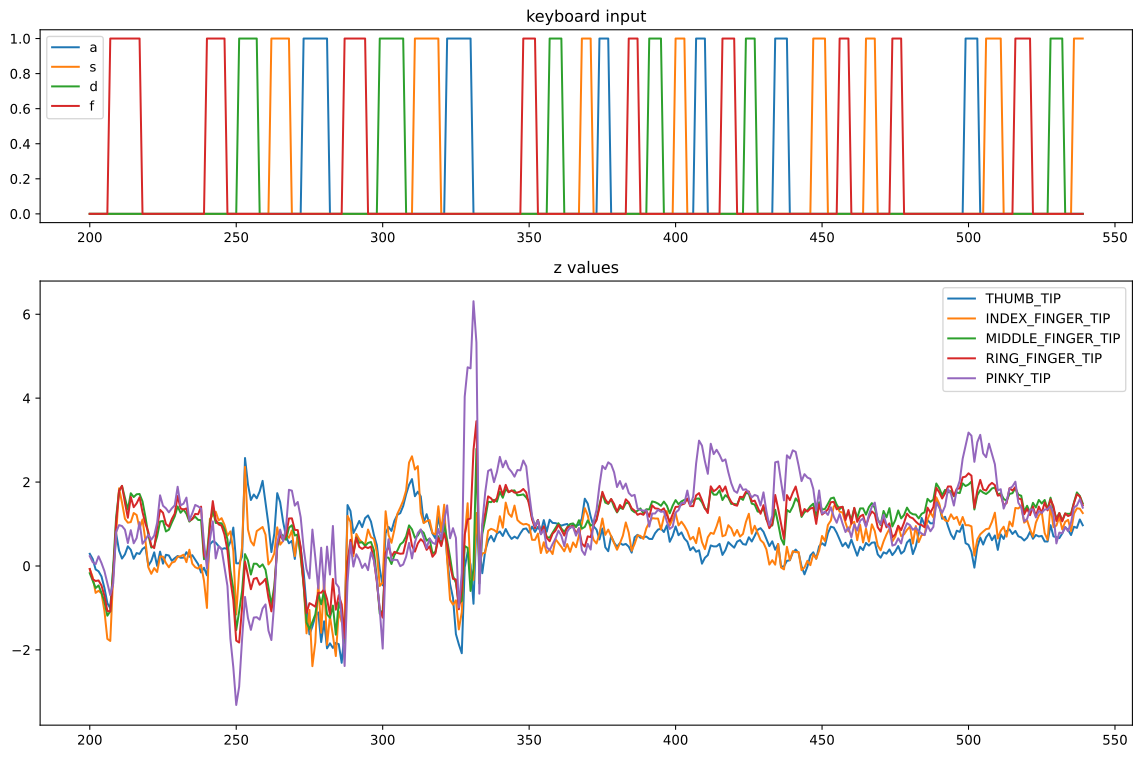 keyboard input
1.0
0.8
0.6
0.4
0.2
0.0
a
s
d
f
200 250 300 350 400 450 500 550
z values
6
4
2
0
−2
THUMB_TIP
INDEX_FINGER_TIP
MIDDLE_FINGER_TIP
RING_FINGER_TIP
PINKY_TIP
200 250 300 350 400 450 500 550